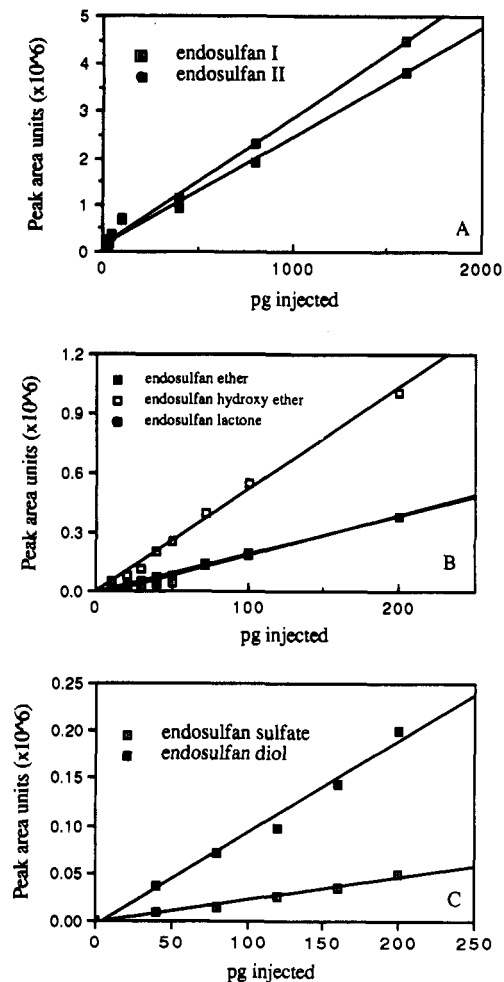 5
4
3
2
1
0
Peak area units (x10^6)
endosulfan I
endosulfan II
A
0
1000
2000
pg injected
1.2
0.9
0.6
0.3
0.0
Peak area units (x10^6)
endosulfan ether
endosulfan hydroxy ether
endosulfan lactone
B
0
100
200
pg injected
0.25
0.20
0.15
0.10
0.05
0.00
Peak area units (x10^6)
endosulfan sulfate
endosulfan diol
C
0
50
100
150
200
250
pg injected